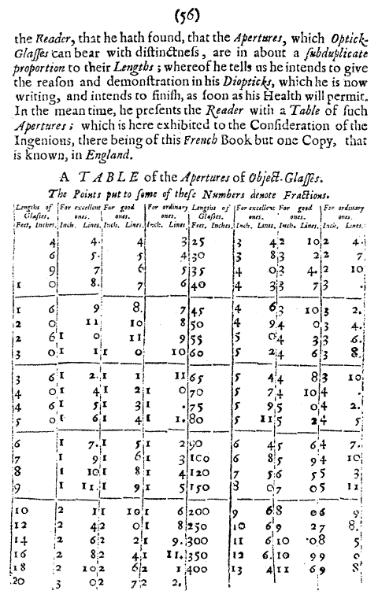 (56)
the Reader, that he hath found, that the Apertures, which Optick-
Glaſſes can bear with diſtinctneſs, are in about a ſubduplicate
proportion to their Lengths; whereof he tells us he intends to give
the reaſon and demonſtration in his Diopticks, which he is now
writing, and intends to finiſh, as ſoon as his Health will permit.
In the mean time, he preſents the Reader with a Table of ſuch
Apertures; which is here exhibited to the Conſideration of the
Ingenious, there being of this French Book but one Copy, that
is known, in England.
A TABLE of the Apertures of Object-Glaſſes.
The Points put to ſome of theſe Numbers denote Fractions.
Lengths of For excellent For good For ordinary Lengths of For excellent For good For ordinary
Glaſſes. ones. ones. ones. Glaſſes. ones. ones. ones.
Feet, Inches. Inch. Lines. Inch. Lines. Inch. Lines. Feet, Inches. Inch. Lines. Inch. Lines. Inch. Lines.
4 4. 4 3 25 3 4 2 10 2 4.
6 5. 5 4 30 3 8 3 2 2 7.
9 7 6 5 35 4 0 3 4. 2 10
1 0 8. 7 6 40 4 3 3 7 3 .
1 6 9 8. 7 45 4 6 3 10 3 2.
2 0 11 10 8 50 4 9 4 0 3 4.
2 6 1 0 11 9 55 5 0 4 3 3 6.
3 0 1 1 1 0 10 60 5 2 4 6 3 8.
3 6 1 2. 1 1 11 65 5 4 4 8 3 10
4 0 1 4 1 2 1 0 70 5 7 4 10 4 .
4 6 1 5 1 3 1 . 75 5 9 5 0 4 2.
5 0 1 6 1 4 1 1. 80 5 11 5 2 4 5
6 1 7. 1 5 1 2 90 6 4 5 6 4 7.
7 1 9 1 6 1 3 100 6 8 5 9 4 10
8 1 10 1 8 1 4 120 7 5 6 5 5 3
9 1 11. 1 9 1 5 150 8 0 7 0 5 11
10 2 1 1 10 1 6 200 9 6 8 0 6 9
12 2 4 2 0 1 8 250 10 6 9 2 7 8.
14 2 6 2 2 1 9. 300 11 6 10 0 8 5
16 2 8 2 4 1 11. 350 12 6. 10 9 9 0
18 2 10 2 6 2 1 400 13 4 11 6 9 8
20 3 0 2 7 2 2.